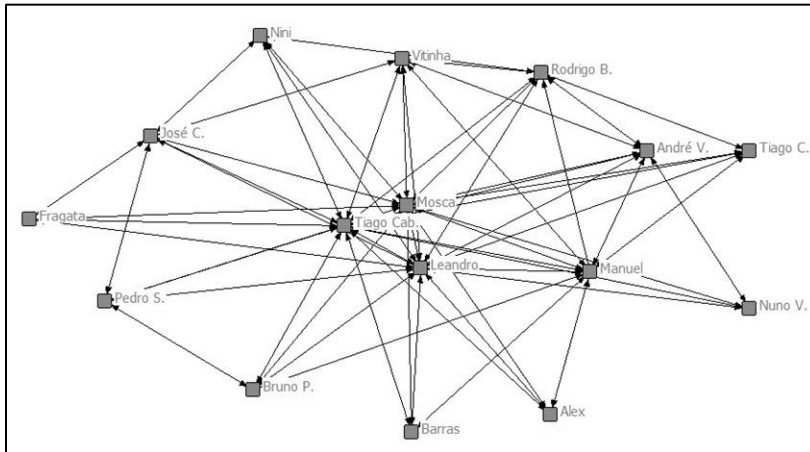 Nini
Vitinha
Rodrigo B.
José C.
André V.
Tiago C.
Mosca
Fragata
Tiago Cab.
Leandro
Manuel
Pedro S.
Nuno V.
Bruno P.
Alex
Barras